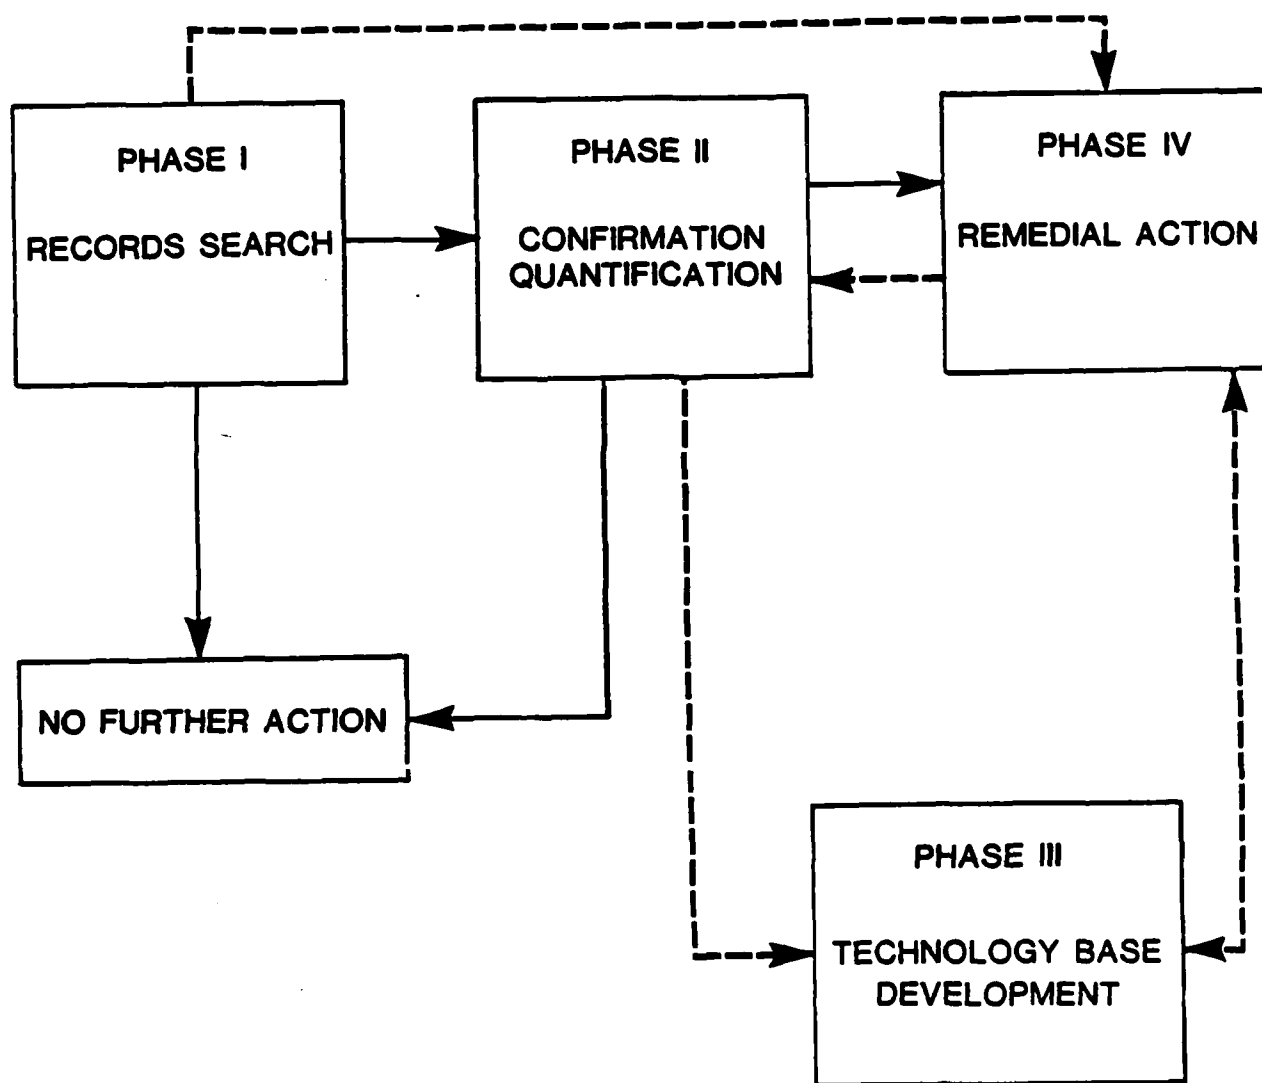 PHASE I
RECORDS SEARCH
PHASE II
CONFIRMATION
QUANTIFICATION
PHASE IV
REMEDIAL ACTION
NO FURTHER ACTION
PHASE III
TECHNOLOGY BASE
DEVELOPMENT